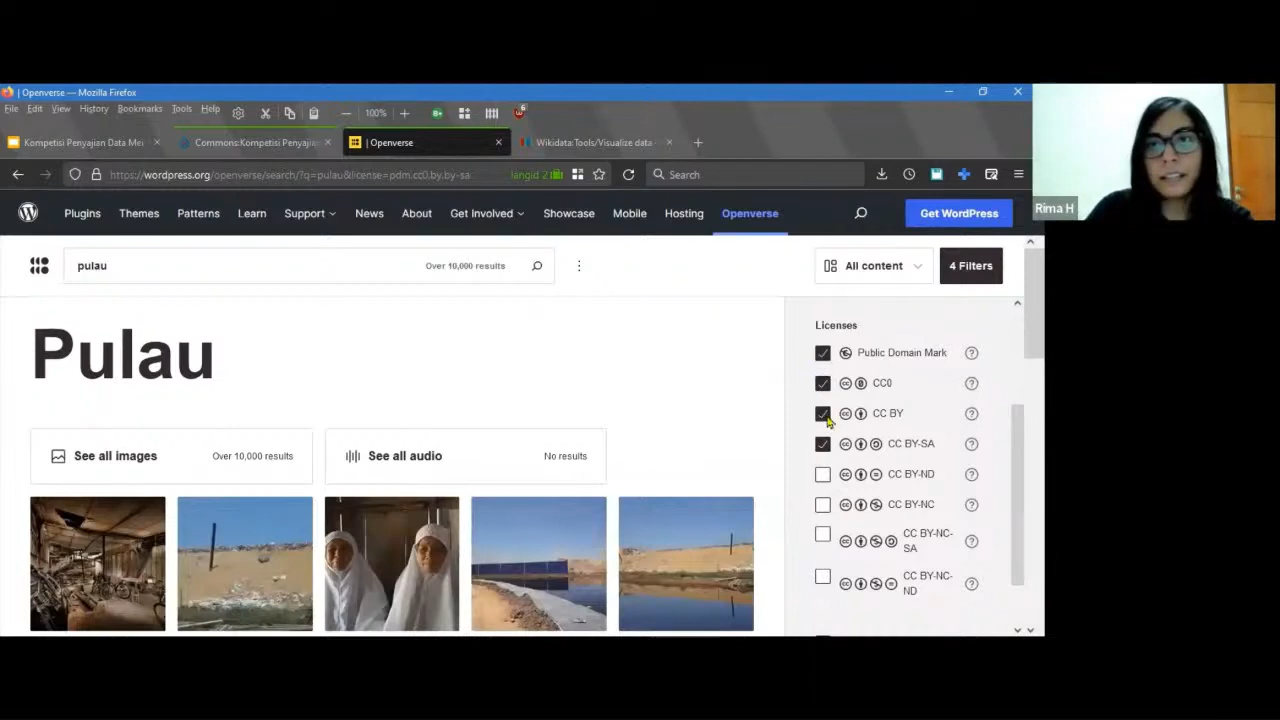 | Openverse — Mozilla Firefox
File Edit View History Bookmarks Tools Help 100% 6
Kompetisi Penyajian Data Mei Commons:Kompetisi Penyajian | Openverse Wikidata:Tools/Visualize data -
https://wordpress.org/openverse/search/?q=pulau&license=pdm,cc0,by,by-sa langid 2 Search
Rima H
Plugins Themes Patterns Learn Support News About Get Involved Showcase Mobile Hosting Openverse Get WordPress
pulau Over 10,000 results All content 4 Filters
Pulau
See all images Over 10,000 results See all audio No results
Licenses
Public Domain Mark ?
CC0 ?
CC BY ?
CC BY-SA ?
CC BY-ND ?
CC BY-NC ?
CC BY-NC-
SA ?
CC BY-NC-
ND ?